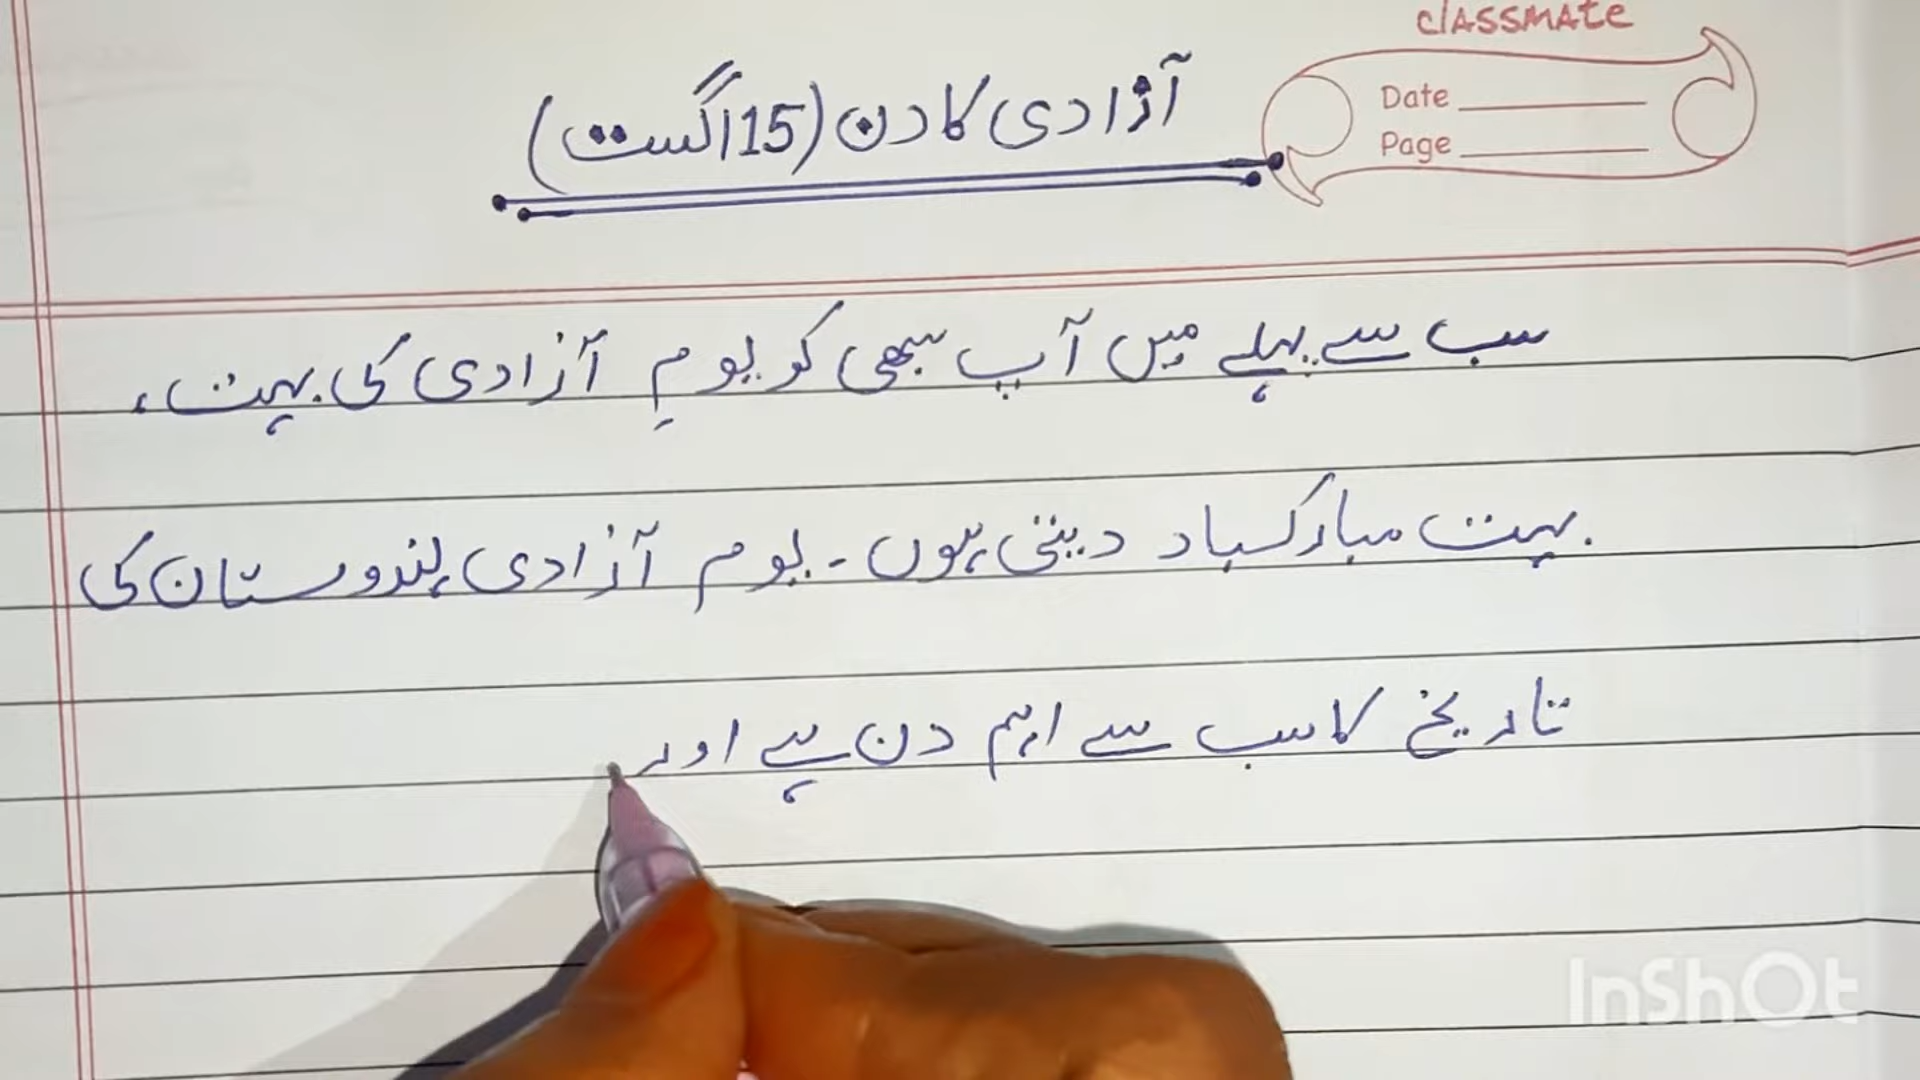 classmate
Date
Page
آزادی کا دن (15 اگست)
سب سے پہلے میں آپ سبھی کو یومِ آزادی کی بہت،
بہت مبارکباد دیتی ہوں ۔ یوم آزادی ہندوستان کی
تاریخ کا سب سے اہم دن ہے اور
InShOt